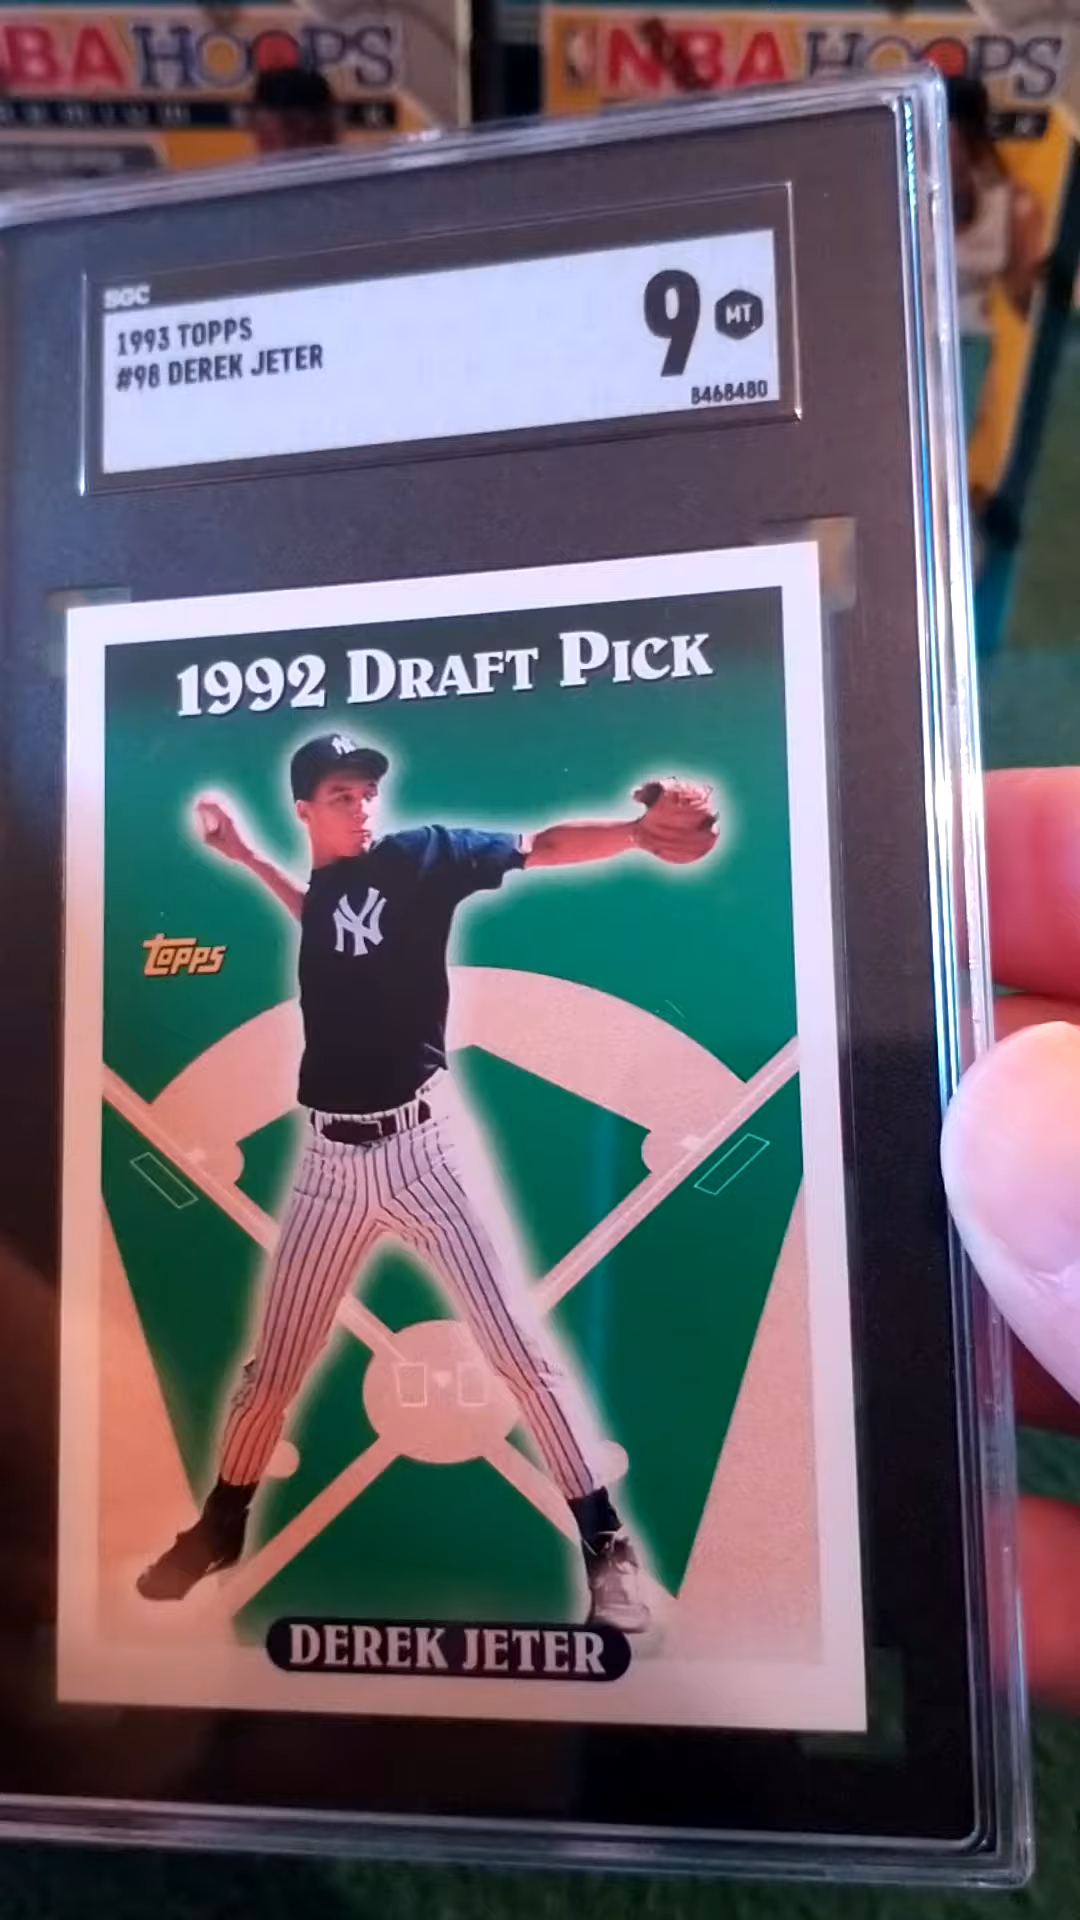 NBA HOOPS
NBA HOOPS
SGC
1993 TOPPS
#98 DEREK JETER
9 MT
8468480
1992 DRAFT PICK
NY
NY
TOPPS
DEREK JETER